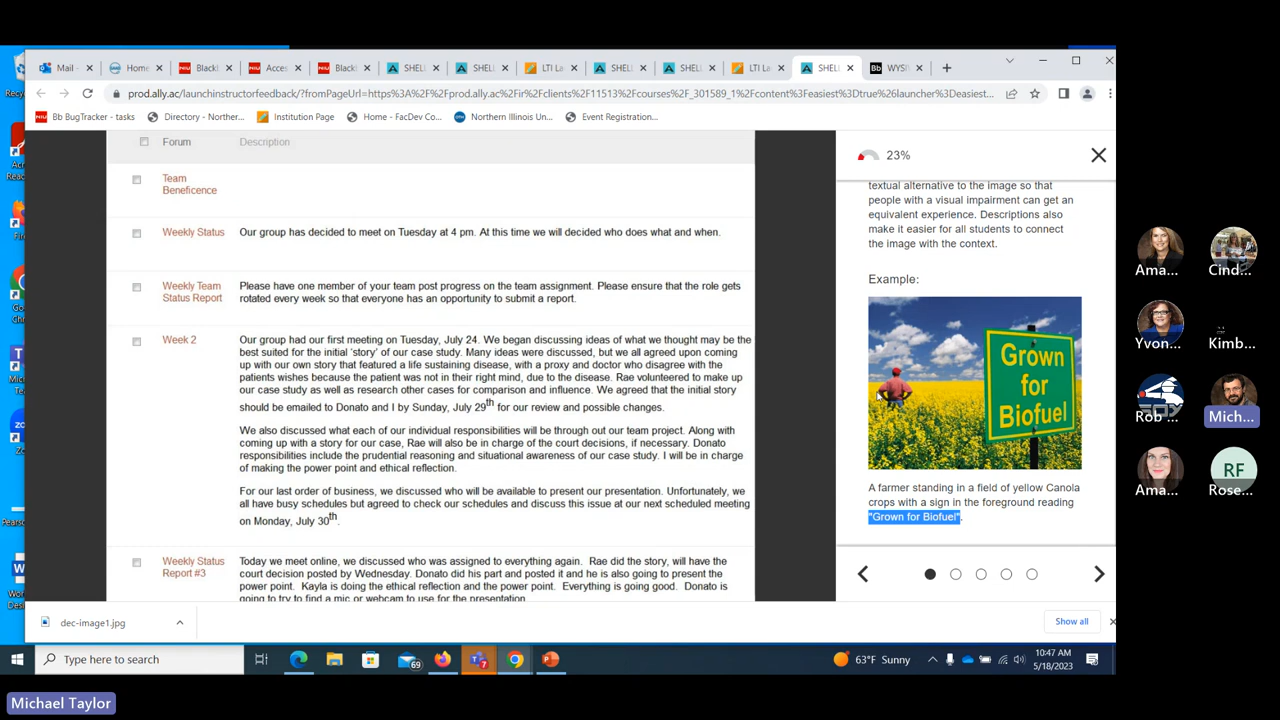 Mail -
Home
NIU
Blackl
NIU
Acces
NIU
Blackl
SHELL
SHELL
LTI La
SHELL
SHELL
LTI La
SHELL
Bb
WYSI
prod.ally.ac/launchinstructorfeedback/?fromPageUrl=https%3A%2F%2Fprod.ally.ac%2Fir%2Fclients%2F11513%2Fcourses%2F_301589_1%2Fcontent%3Feasiest%3Dtrue%26launcher%3Deasiest...
NIU
Bb BugTracker - tasks
Directory - Norther...
Institution Page
Home - FacDev Co...
Northern Illinois Un...
Event Registration...
Forum
Description
Team
Beneficence
Weekly Status
Our group has decided to meet on Tuesday at 4 pm. At this time we will decided who does what and when.
Weekly Team
Status Report
Please have one member of your team post progress on the team assignment. Please ensure that the role gets
rotated every week so that everyone has an opportunity to submit a report.
Week 2
Our group had our first meeting on Tuesday, July 24. We began discussing ideas of what we thought may be the
best suited for the initial 'story' of our case study. Many ideas were discussed, but we all agreed upon coming
up with our own story that featured a life sustaining disease, with a proxy and doctor who disagree with the
patients wishes because the patient was not in their right mind, due to the disease. Rae volunteered to make up
our case study as well as research other cases for comparison and influence. We agreed that the initial story
should be emailed to Donato and I by Sunday, July 29th for our review and possible changes.
We also discussed what each of our individual responsibilities will be through out our team project. Along with
coming up with a story for our case, Rae will also be in charge of the court decisions, if necessary. Donato
responsibilities include the prudential reasoning and situational awareness of our case study. I will be in charge
of making the power point and ethical reflection.
For our last order of business, we discussed who will be available to present our presentation. Unfortunately, we
all have busy schedules but agreed to check our schedules and discuss this issue at our next scheduled meeting
on Monday, July 30th.
Weekly Status
Report #3
Today we meet online, we discussed who was assigned to everything again. Rae did the story, will have the
court decision posted by Wednesday. Donato did his part and posted it and he is also going to present the
power point. Kayla is doing the ethical reflection and the power point. Everything is going good. Donato is
going to try to find a mic or webcam to use for the presentation.
23%
textual alternative to the image so that
people with a visual impairment can get an
equivalent experience. Descriptions also
make it easier for all students to connect
the image with the context.
Example:
Grown
for
Biofuel
A farmer standing in a field of yellow Canola
crops with a sign in the foreground reading
"Grown for Biofuel".
dec-image1.jpg
Show all
Type here to search
69
7
63°F Sunny
10:47 AM
5/18/2023
Ama...
Cind...
Yvon...
Kimb...
Rob ...
Mich...
Ama...
RF
Rose...
Michael Taylor